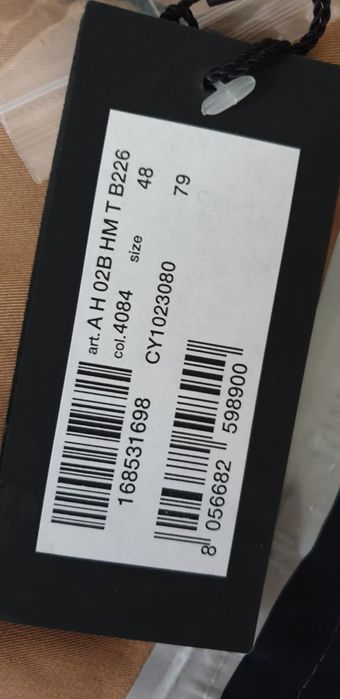 art. A H 02B HM T B226
col. 4084 size 48
168531698
CY1023080 79
8 056682 598900